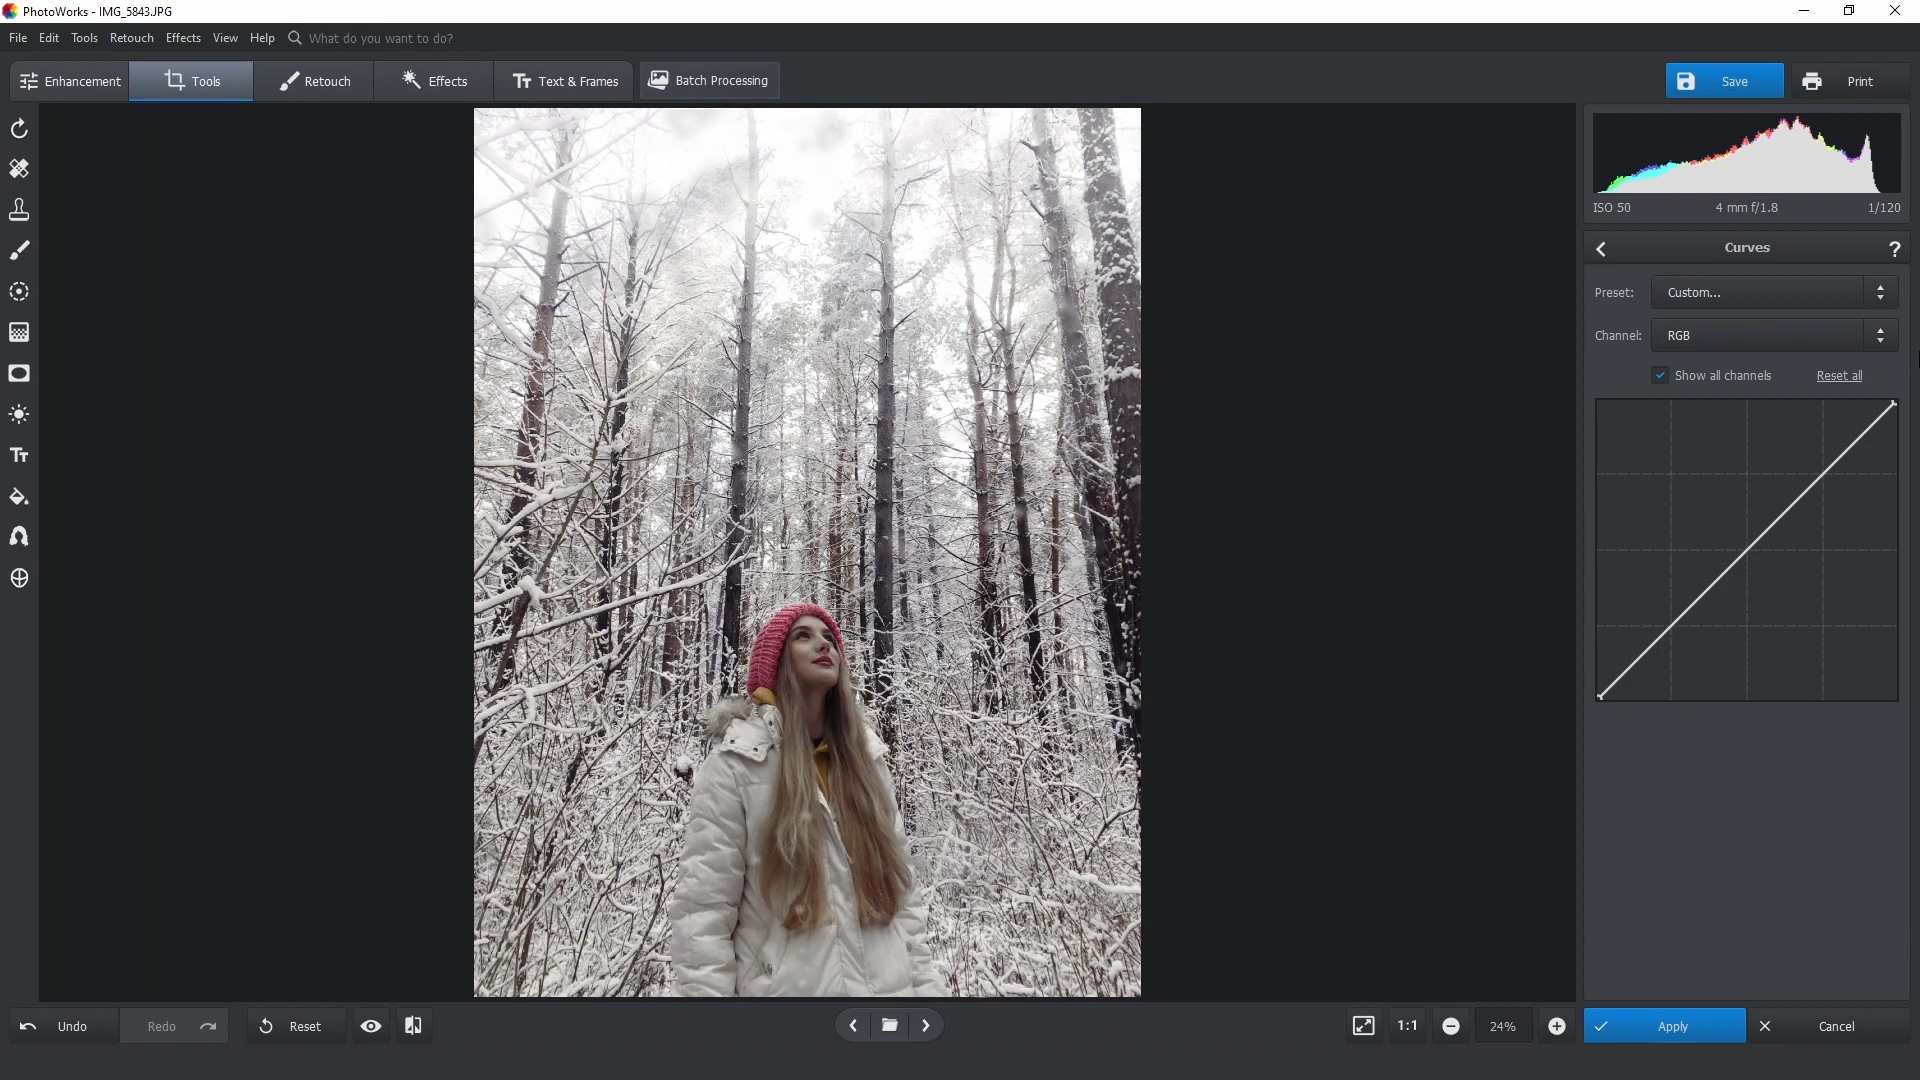 PhotoWorks - IMG_5843.JPG
File Edit Tools Retouch Effects View Help What do you want to do?
Enhancement Tools Retouch Effects Text & Frames Batch Processing Save Print
ISO 50 4 mm f/1.8 1/120
Curves ?
Preset: Custom...
Channel: RGB
Show all channels Reset all
Undo Redo Reset 1:1 24% Apply Cancel